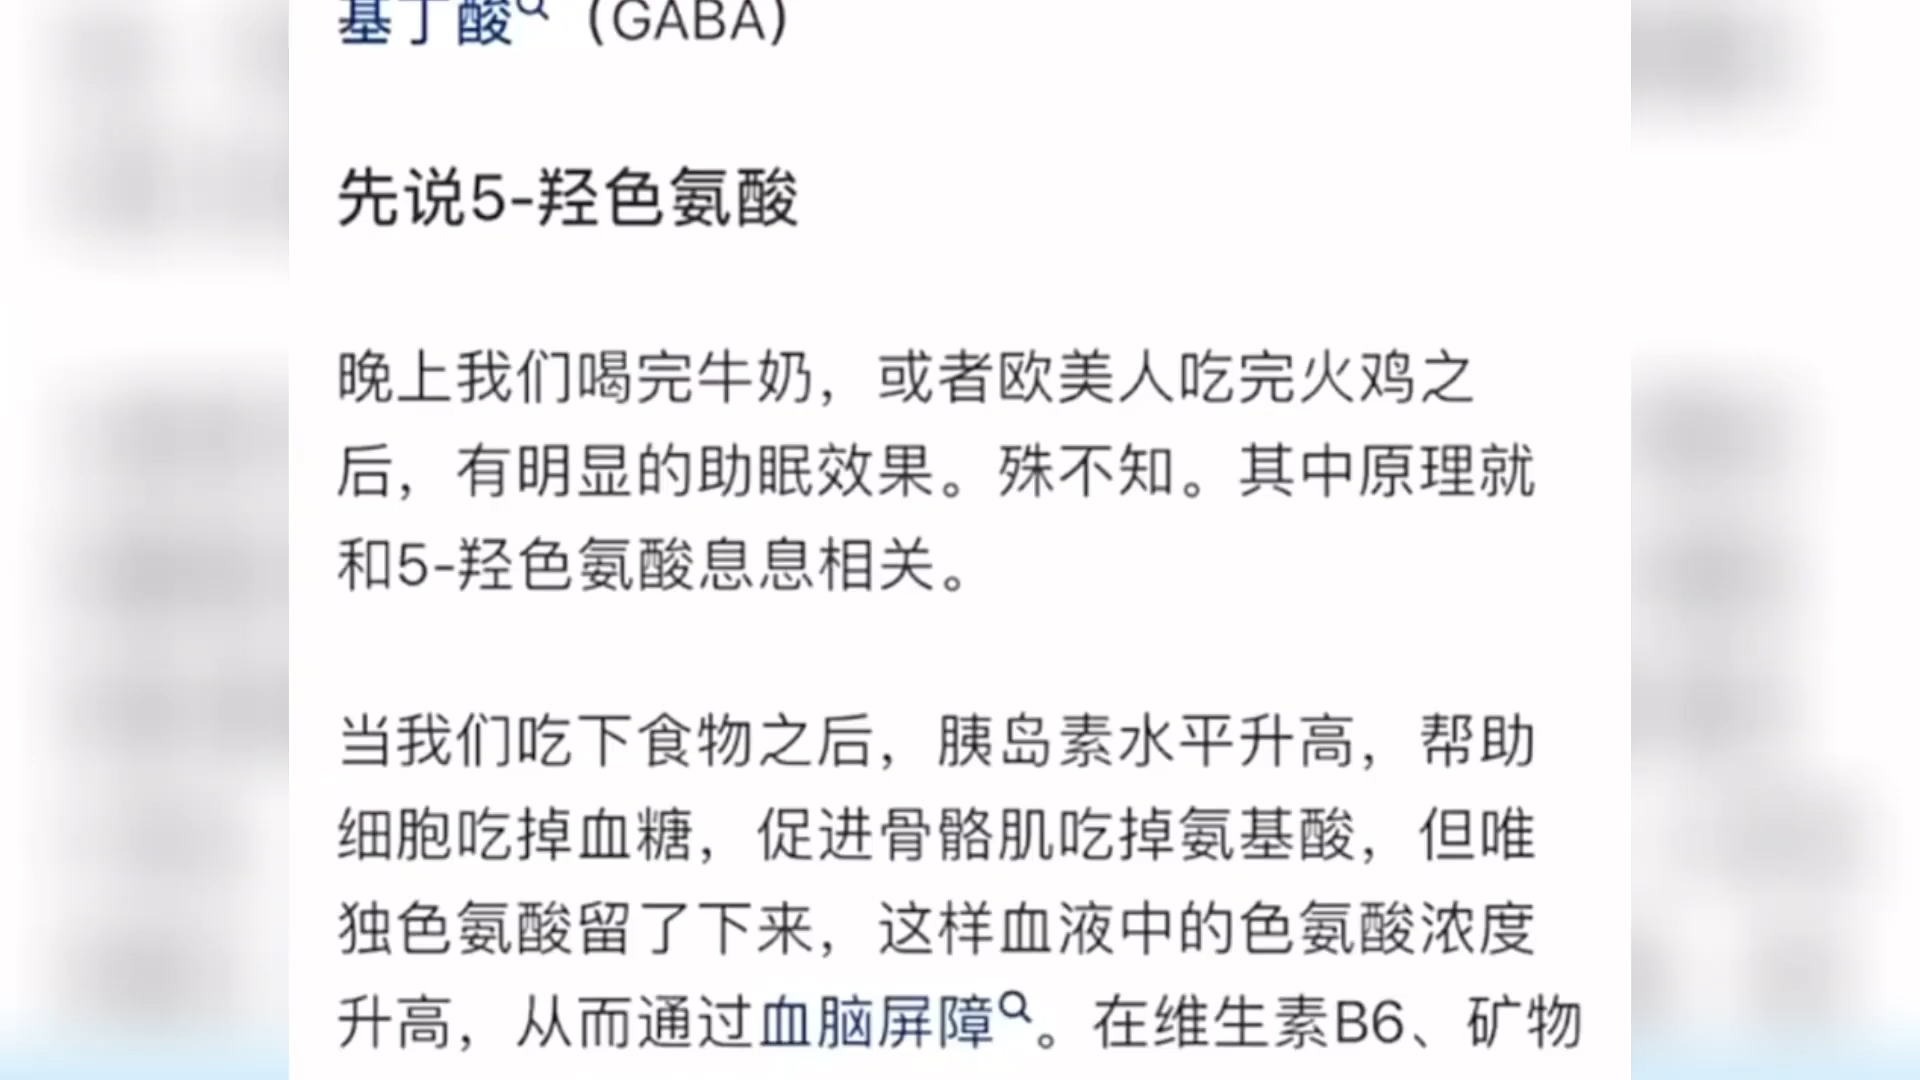 基丁酸（GABA）
先说5-羟色氨酸
晚上我们喝完牛奶，或者欧美人吃完火鸡之
后，有明显的助眠效果。殊不知。其中原理就
和5-羟色氨酸息息相关。
当我们吃下食物之后，胰岛素水平升高，帮助
细胞吃掉血糖，促进骨骼肌吃掉氨基酸，但唯
独色氨酸留了下来，这样血液中的色氨酸浓度
升高，从而通过血脑屏障。在维生素B6、矿物